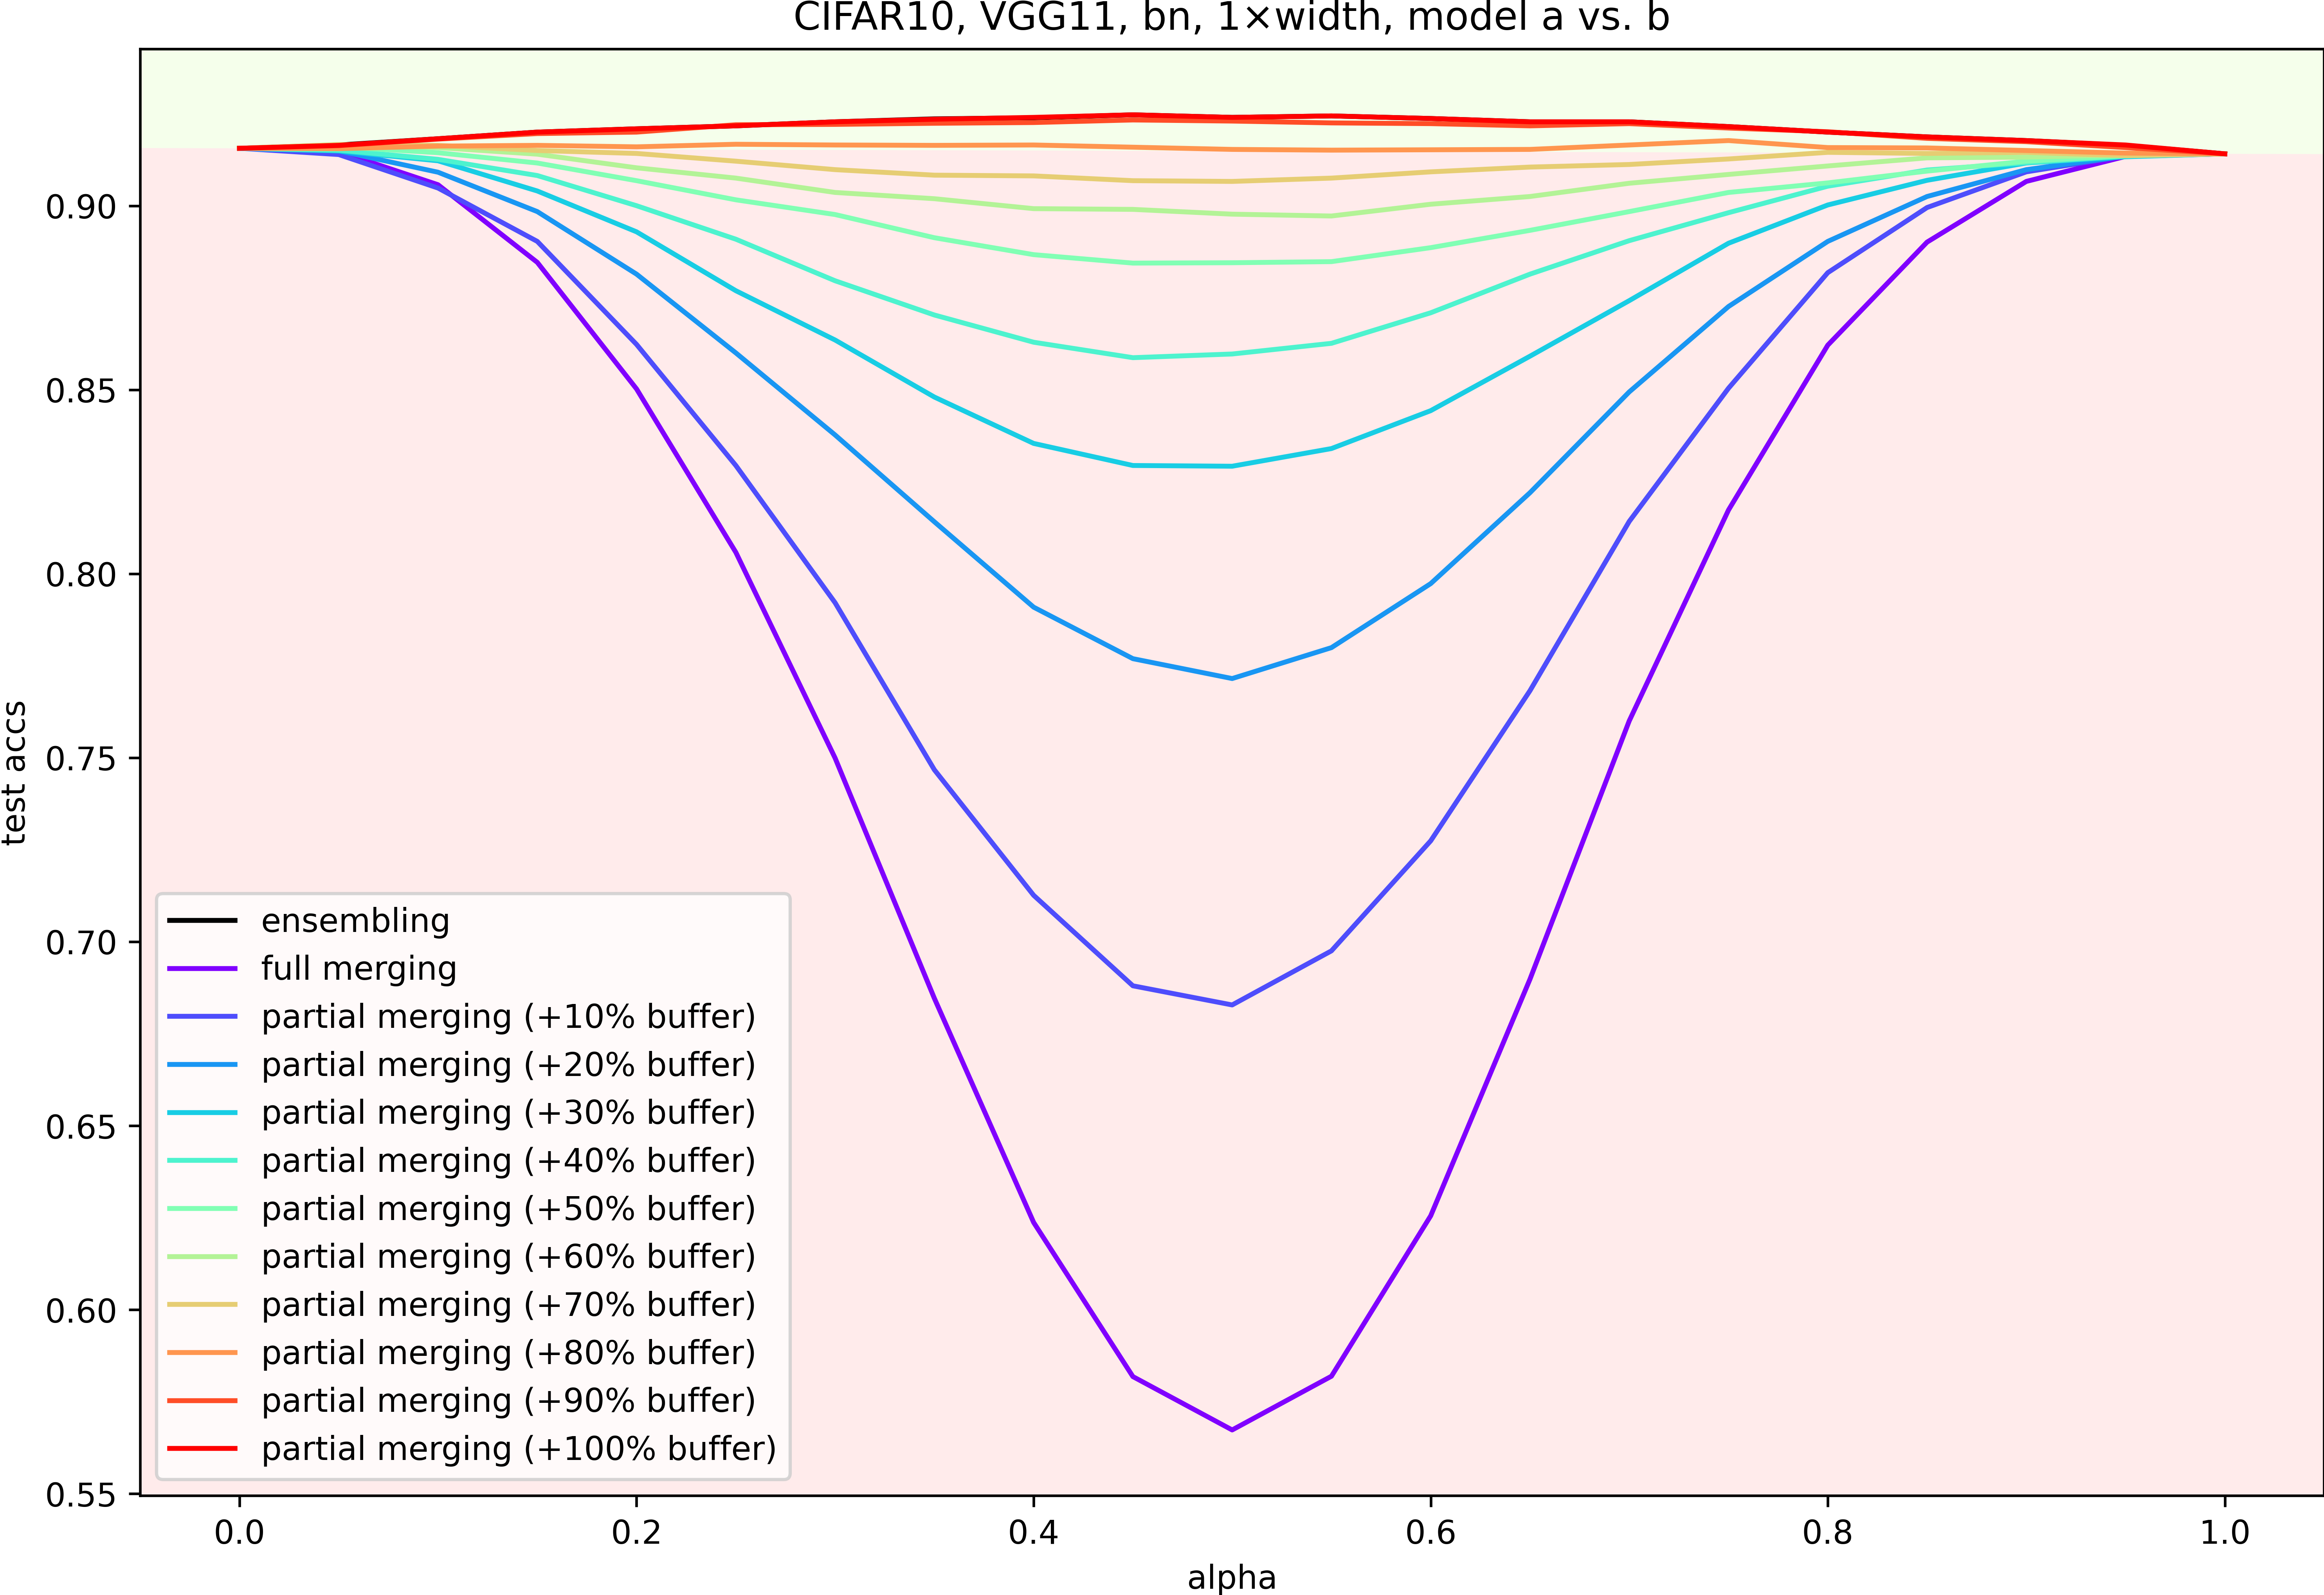 CIFAR10, VGG11, bn, 1×width, model a vs. b
test accs
0.90
0.85
0.80
0.75
0.70
0.65
0.60
0.55
ensembling
full merging
partial merging (+10% buffer)
partial merging (+20% buffer)
partial merging (+30% buffer)
partial merging (+40% buffer)
partial merging (+50% buffer)
partial merging (+60% buffer)
partial merging (+70% buffer)
partial merging (+80% buffer)
partial merging (+90% buffer)
partial merging (+100% buffer)
0.0 0.2 0.4 0.6 0.8 1.0
alpha